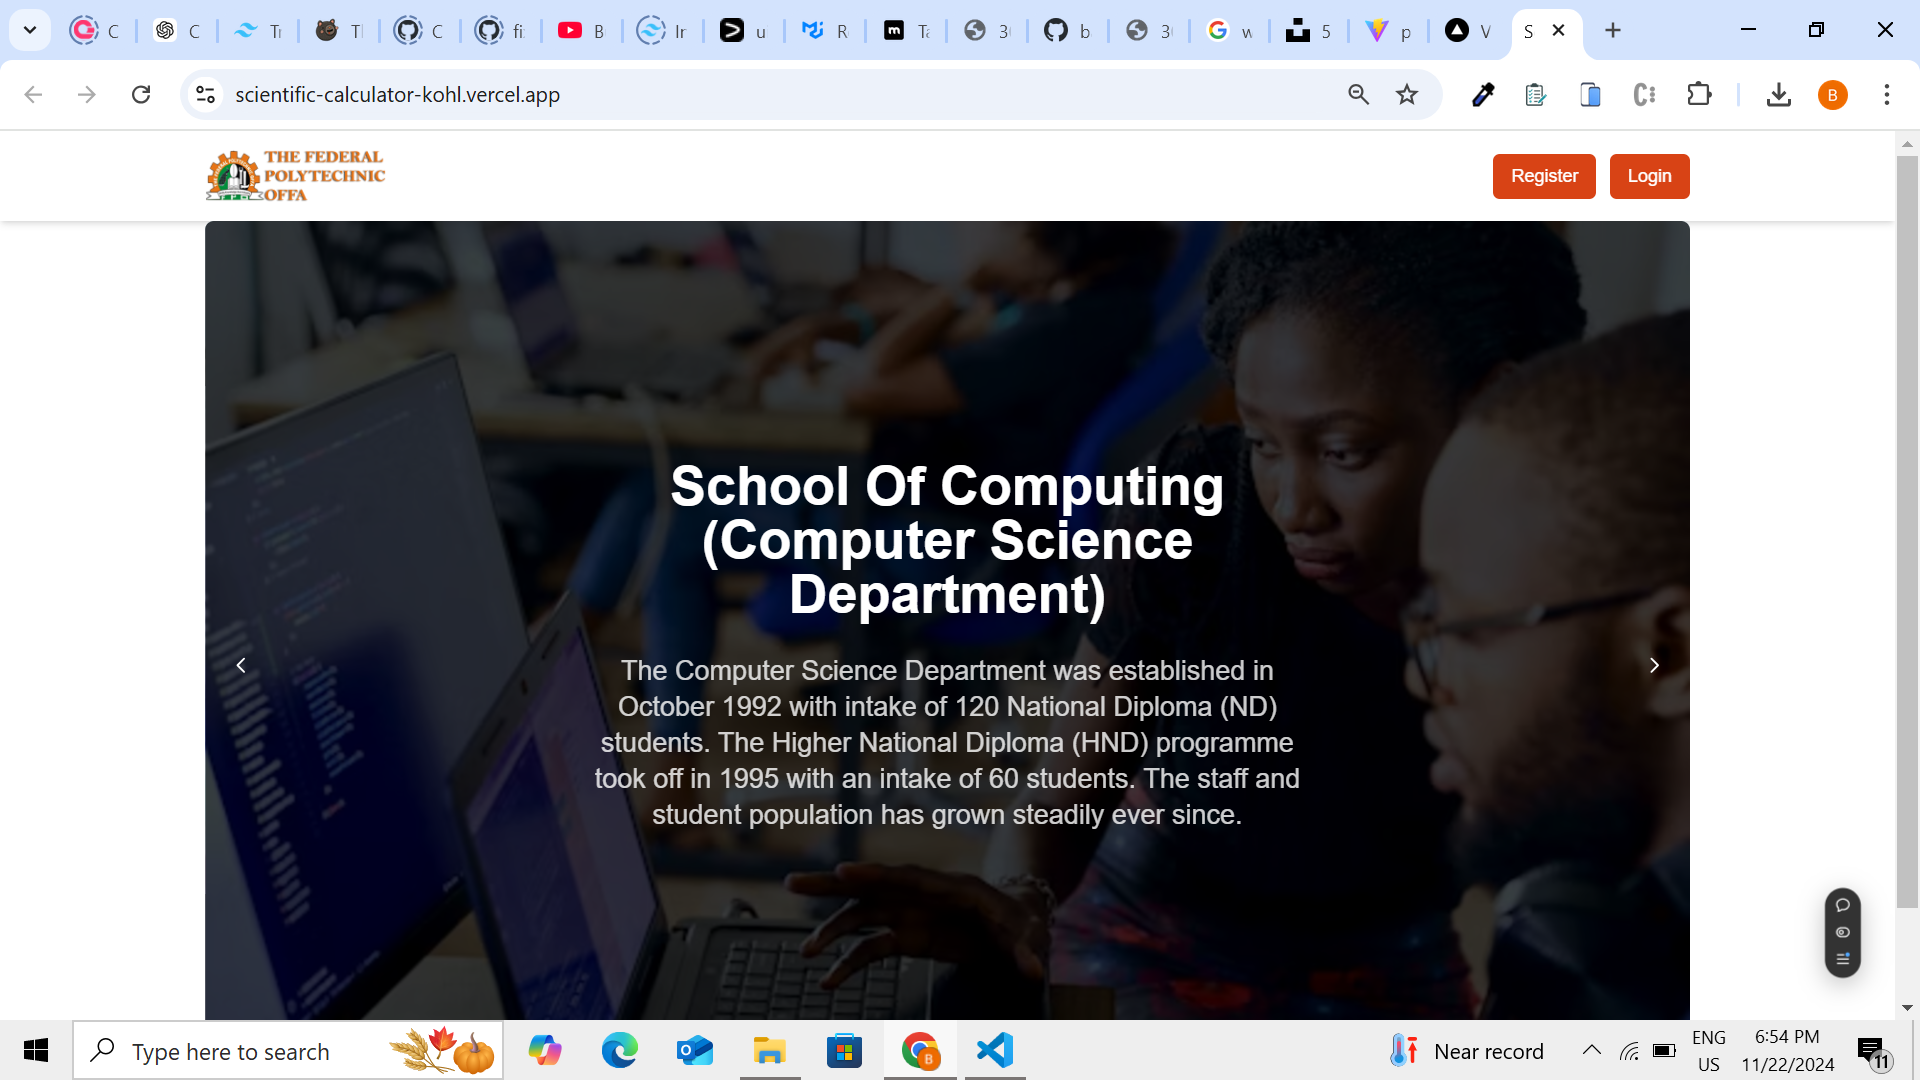 C
C
Tr
Tl
C
fi
B
Ir
u
R
Ta
3
b
3
w
5
p
V
S
scientific-calculator-kohl.vercel.app
B
THE FEDERAL
POLYTECHNIC
OFFA
Register
Login
School Of Computing
(Computer Science
Department)
The Computer Science Department was established in
October 1992 with intake of 120 National Diploma (ND)
students. The Higher National Diploma (HND) programme
took off in 1995 with an intake of 60 students. The staff and
student population has grown steadily ever since.
Type here to search
B
Near record
ENG
US
6:54 PM
11/22/2024
11